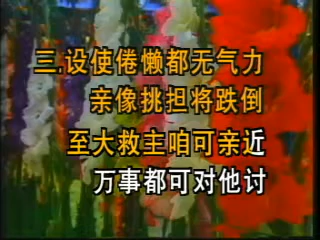 三.设使倦懒都无气力
亲像挑担将跌倒
至大救主咱可亲近
万事都可对他讨